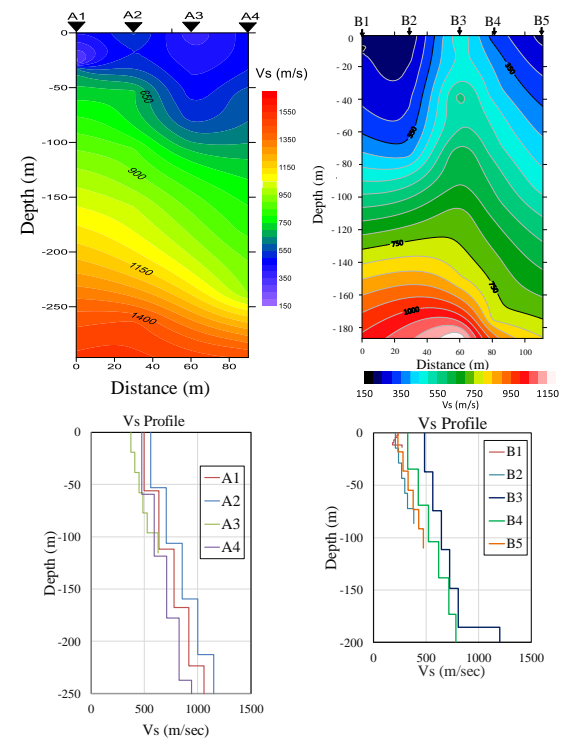 A1 A2 A3 A4
0
-50
-100
-150
-200
-250
Depth (m)
650
900
1150
1400
0 20 40 60 80
Distance (m)
Vs (m/s)
1550
1350
1150
950
750
550
350
150
B1 B2 B3 B4 B5
0
-20
-40
-60
-80
-100
-120
-140
-160
-180
Depth (m)
350
350
750
750
1000
0 20 40 60 80 100
Distance (m)
150 350 550 750 950 1150
Vs (m/s)
Vs Profile
0
-50
-100
-150
-200
-250
Depth (m)
A1
A2
A3
A4
0 500 1000 1500
Vs (m/sec)
Vs Profile
0
-50
-100
-150
-200
Depth (m)
B1
B2
B3
B4
B5
0 500 1000 1500
Vs (m/sec)